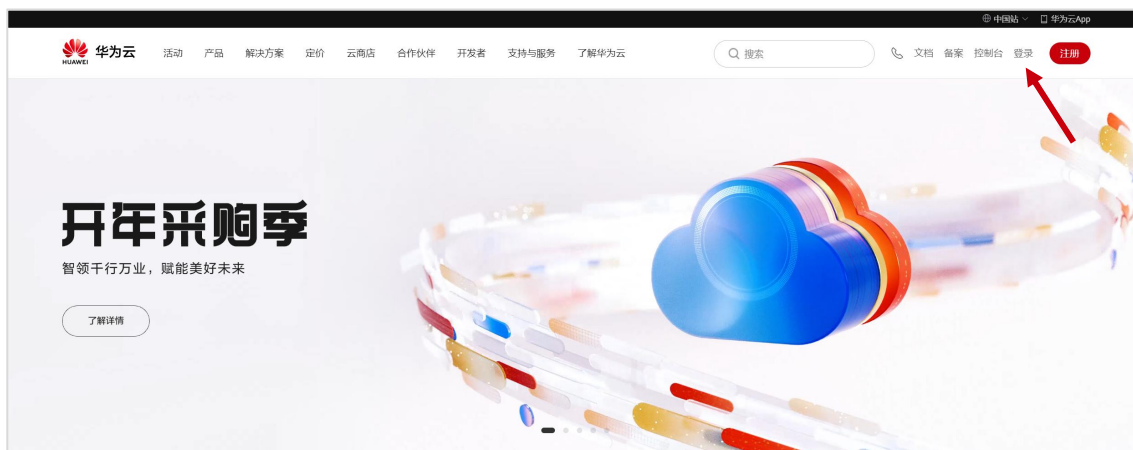 中国站 华为云App
HUAWEI 华为云 活动 产品 解决方案 定价 云商店 合作伙伴 开发者 支持与服务 了解华为云 搜索 文档 备案 控制台 登录 注册
开年采购季
智领千行万业，赋能美好未来
了解详情